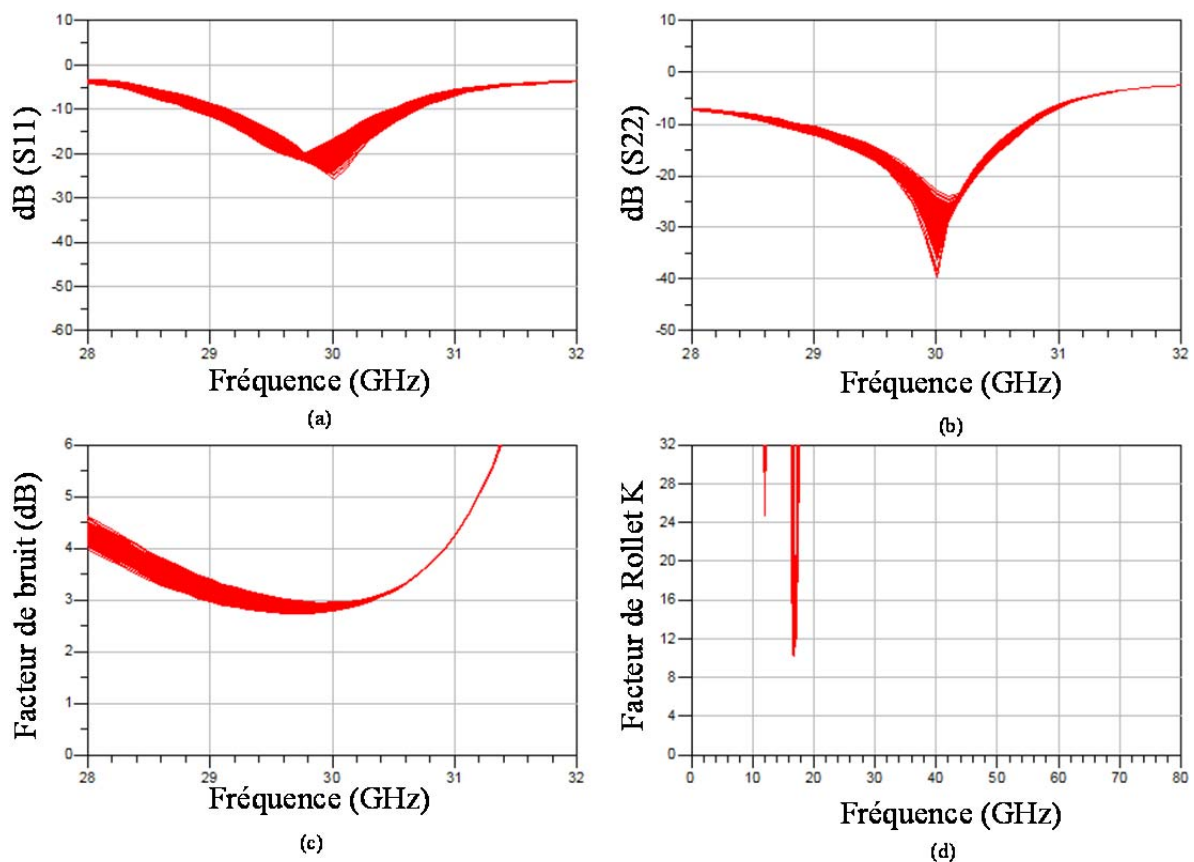 10
0
-10
-20
-30
-40
-50
-60
dB (S11)
28 29 30 31 32
Fréquence (GHz)
(a)
10
0
-10
-20
-30
-40
-50
dB (S22)
28 29 30 31 32
Fréquence (GHz)
(b)
6
5
4
3
2
1
0
Facteur de bruit (dB)
28 29 30 31 32
Fréquence (GHz)
(c)
32
28
24
20
16
12
8
4
0
Facteur de Rollet K
0 10 20 30 40 50 60 70 80
Fréquence (GHz)
(d)